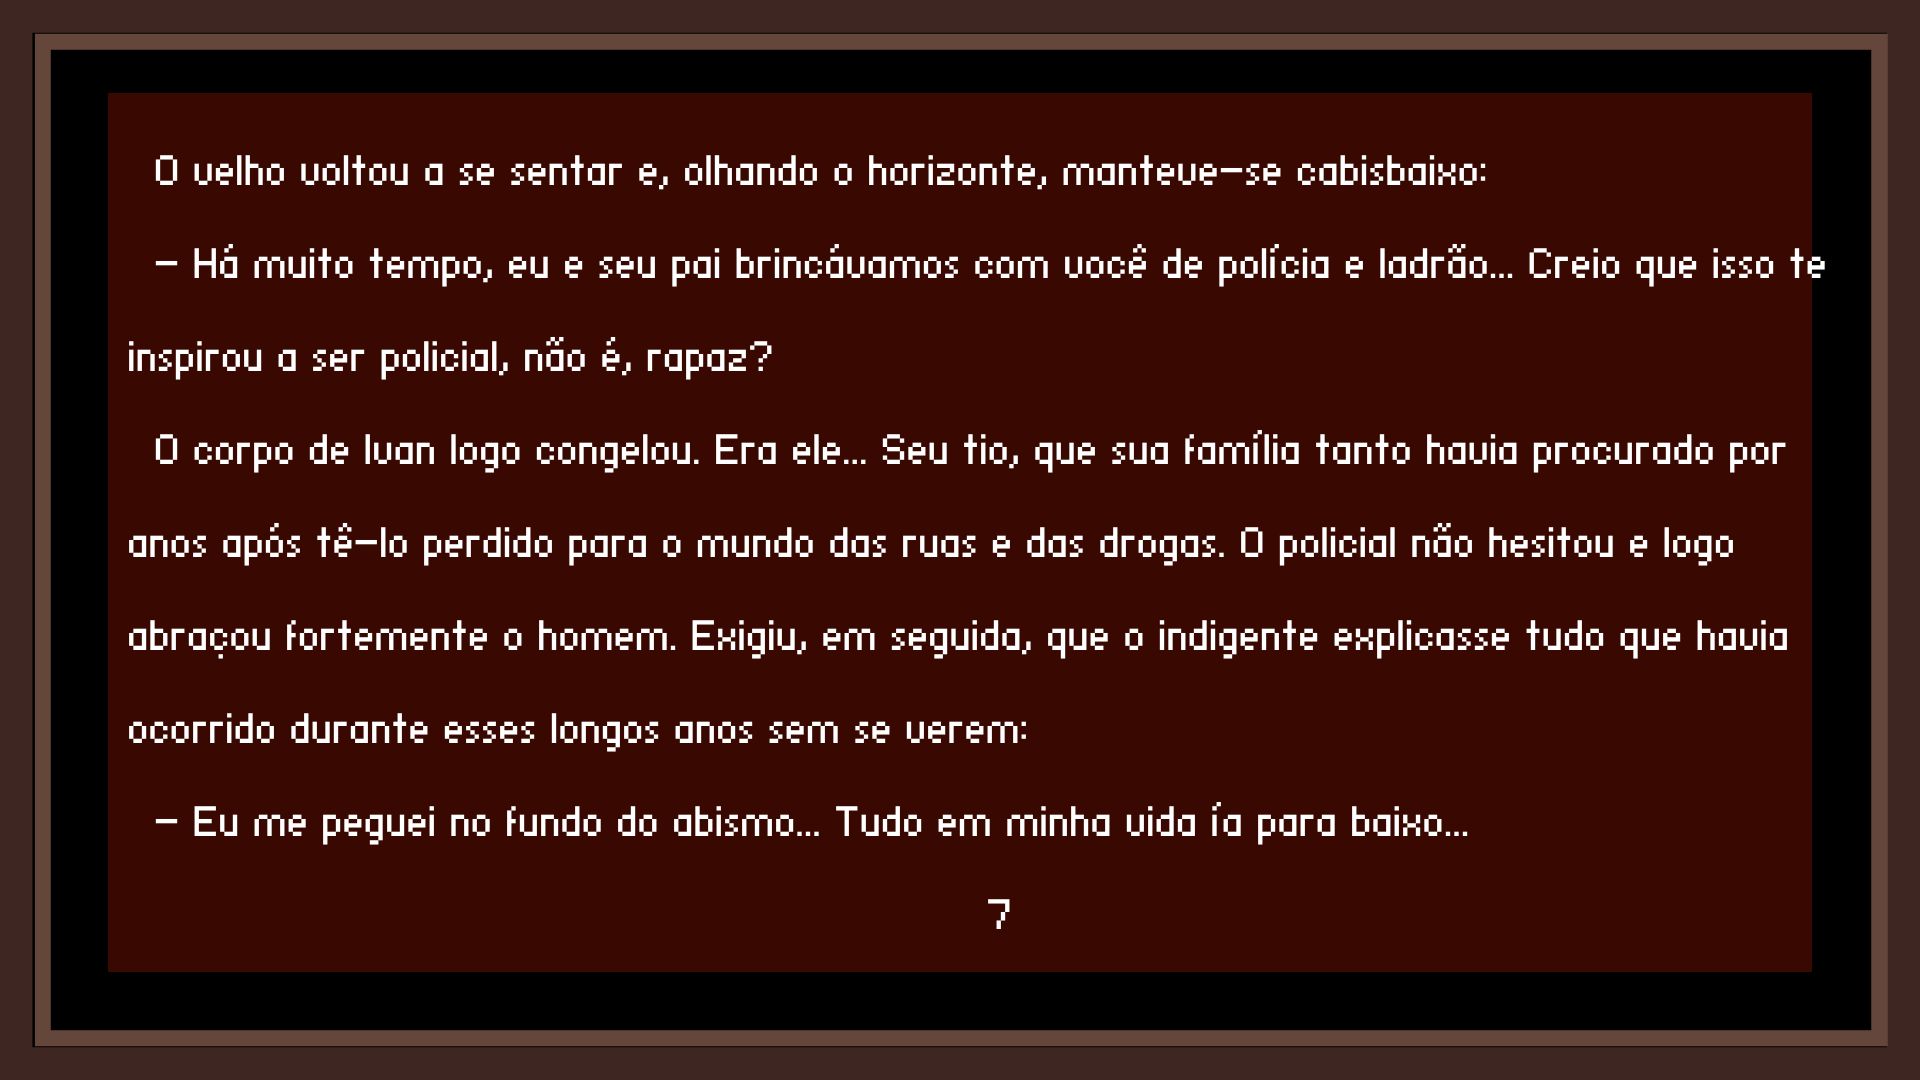 O velho voltou a se sentar e, olhando o horizonte, manteve-se cabisbaixo:
- Há muito tempo, eu e seu pai brincávamos com você de polícia e ladrão... Creio que isso te
inspirou a ser policial, não é, rapaz?
O corpo de Iuan logo congelou. Era ele... Seu tio, que sua família tanto havia procurado por
anos após tê-lo perdido para o mundo das ruas e das drogas. O policial não hesitou e logo
abraçou fortemente o homem. Exigiu, em seguida, que o indigente explicasse tudo que havia
ocorrido durante esses longos anos sem se verem:
- Eu me peguei no fundo do abismo... Tudo em minha vida ía para baixo...
7